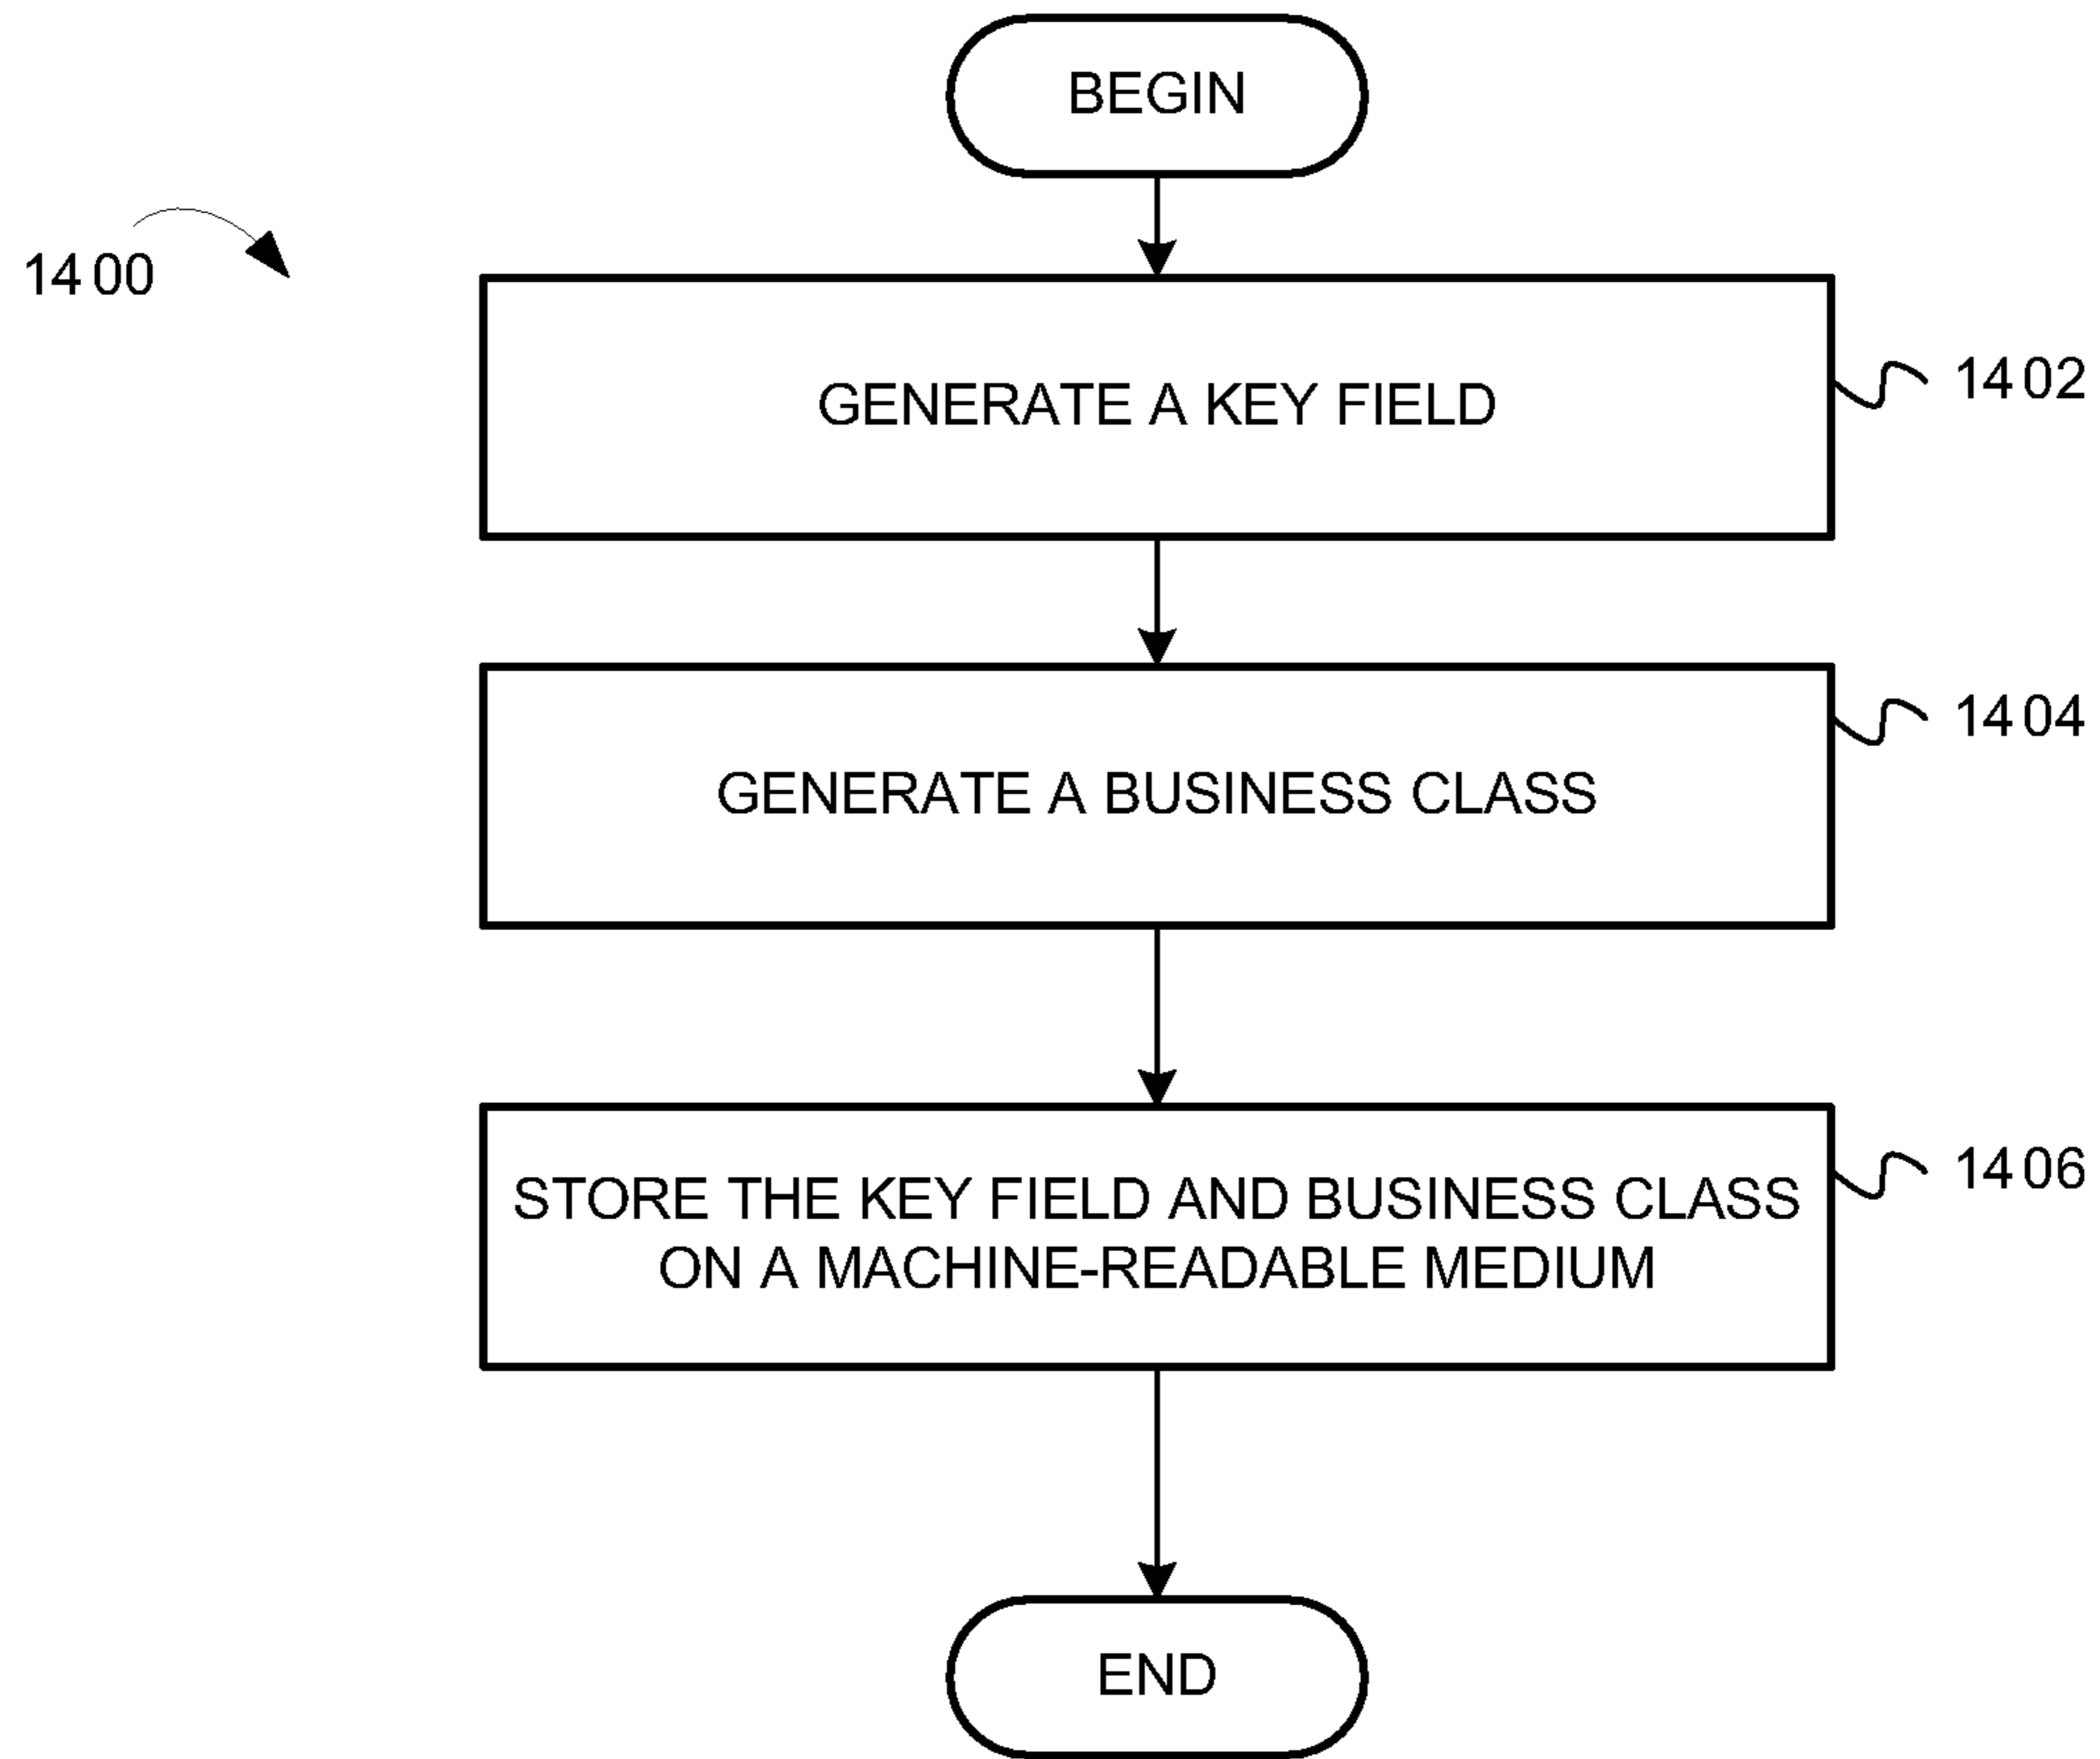 BEGIN
1400
GENERATE A KEY FIELD
1402
GENERATE A BUSINESS CLASS
1404
STORE THE KEY FIELD AND BUSINESS CLASS
ON A MACHINE-READABLE MEDIUM
1406
END